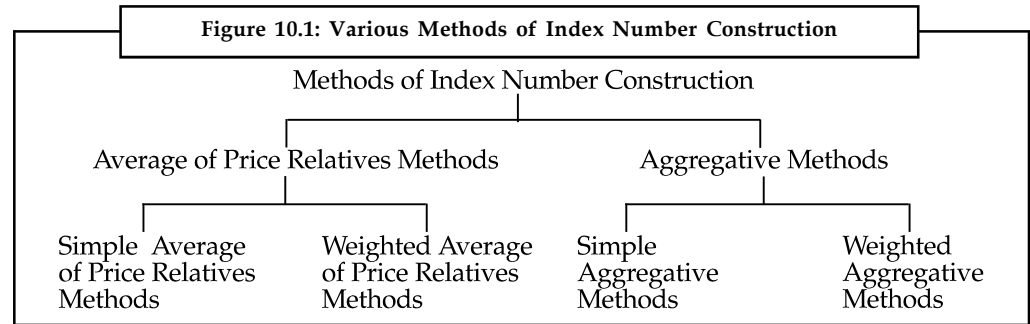 Figure 10.1: Various Methods of Index Number Construction
Methods of Index Number Construction
Average of Price Relatives Methods
Aggregative Methods
Simple Average
of Price Relatives
Methods
Weighted Average
of Price Relatives
Methods
Simple
Aggregative
Methods
Weighted
Aggregative
Methods